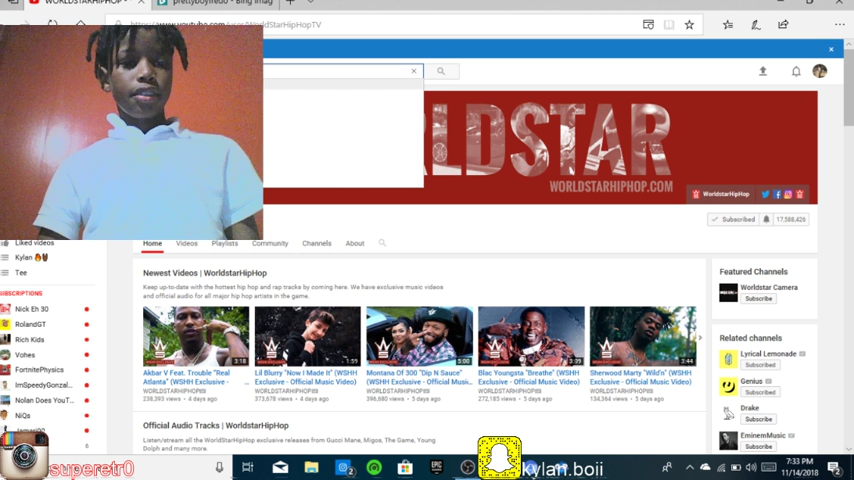 WORLDSTARHIPHOP -
prettyboyfredo - Bing Imag
https://www.youtube.com/user/WorldStarHipHopTV
RLDSTAR
WORLDSTARHIPHOP.COM
WorldstarHipHop
Subscribed
17,588,426
Home
Videos
Playlists
Community
Channels
About
Liked videos
Kylan
Tee
SUBSCRIPTIONS
Nick Eh 30
RolandGT
Rich Kids
Vohes
FortnitePhysics
ImSpeedyGonzal...
Nolan Does YouT...
NiQs
Newest Videos | WorldstarHipHop
Keep up-to-date with the hottest hip hop and rap tracks by coming here. We have exclusive music videos
and official audio for all major hip hop artists in the game.
3:18
1:59
5:00
3:39
2:44
Akbar V Feat. Trouble "Real
Atlanta" (WSHH Exclusive - ...
WORLDSTARHIPHOP
238,393 views • 4 days ago
Lil Blurry "Now I Made It" (WSHH
Exclusive - Official Music Video)
WORLDSTARHIPHOP
373,678 views • 4 days ago
Montana Of 300 "Dip N Sauce"
(WSHH Exclusive - Official Musi...
WORLDSTARHIPHOP
396,680 views • 5 days ago
Blac Youngsta "Breathe" (WSHH
Exclusive - Official Music Video)
WORLDSTARHIPHOP
272,185 views • 5 days ago
Sherwood Marty "Wild'n" (WSHH
Exclusive - Official Music Video)
WORLDSTARHIPHOP
134,364 views • 5 days ago
Official Audio Tracks | WorldstarHipHop
Listen/stream all the WorldstarHipHop exclusive releases from Gucci Mane, Migos, The Game, Young
Dolph and many more.
Featured Channels
Worldstar Camera
Subscribe
Related channels
Lyrical Lemonade
Subscribed
Genius
Subscribed
Drake
Subscribe
EminemMusic
Subscribe
superetr0
kylan.boii
7:33 PM
11/14/2018